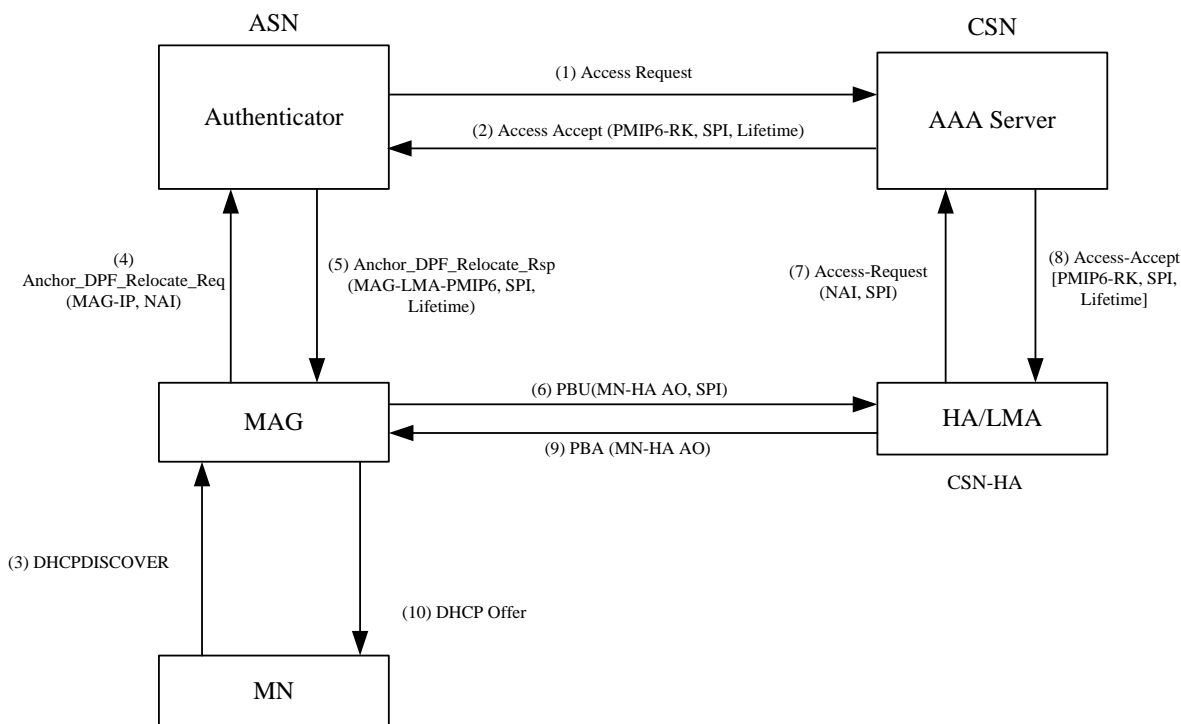 ASN
CSN
(1) Access Request
Authenticator
AAA Server
(2) Access Accept (PMIP6-RK, SPI, Lifetime)
(4)
Anchor_DPF_Relocate_Req
(MAG-IP, NAI)
(5) Anchor_DPF_Relocate_Rsp
(MAG-LMA-PMIP6, SPI,
Lifetime)
(7) Access-Request
(NAI, SPI)
(8) Access-Accept
[PMIP6-RK, SPI,
Lifetime]
(6) PBU(MN-HA AO, SPI)
MAG
HA/LMA
(9) PBA (MN-HA AO)
CSN-HA
(3) DHCPDISCOVER
(10) DHCP Offer
MN